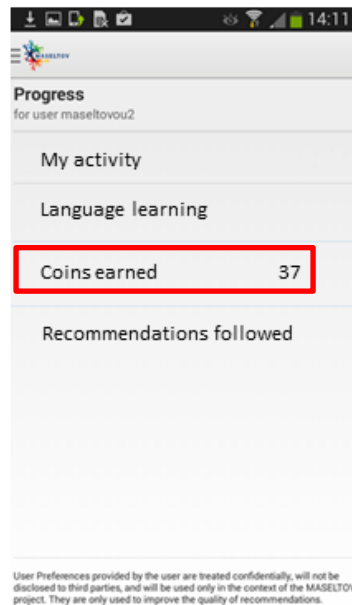 14:11
MASELTOV
Progress
for user maseltovou2
My activity
Language learning
Coins earned 37
Recommendations followed
User Preferences provided by the user are treated confidentially, will not be
disclosed to third parties, and will be used only in the context of the MASELTOV
project. They are only used to improve the quality of recommendations.